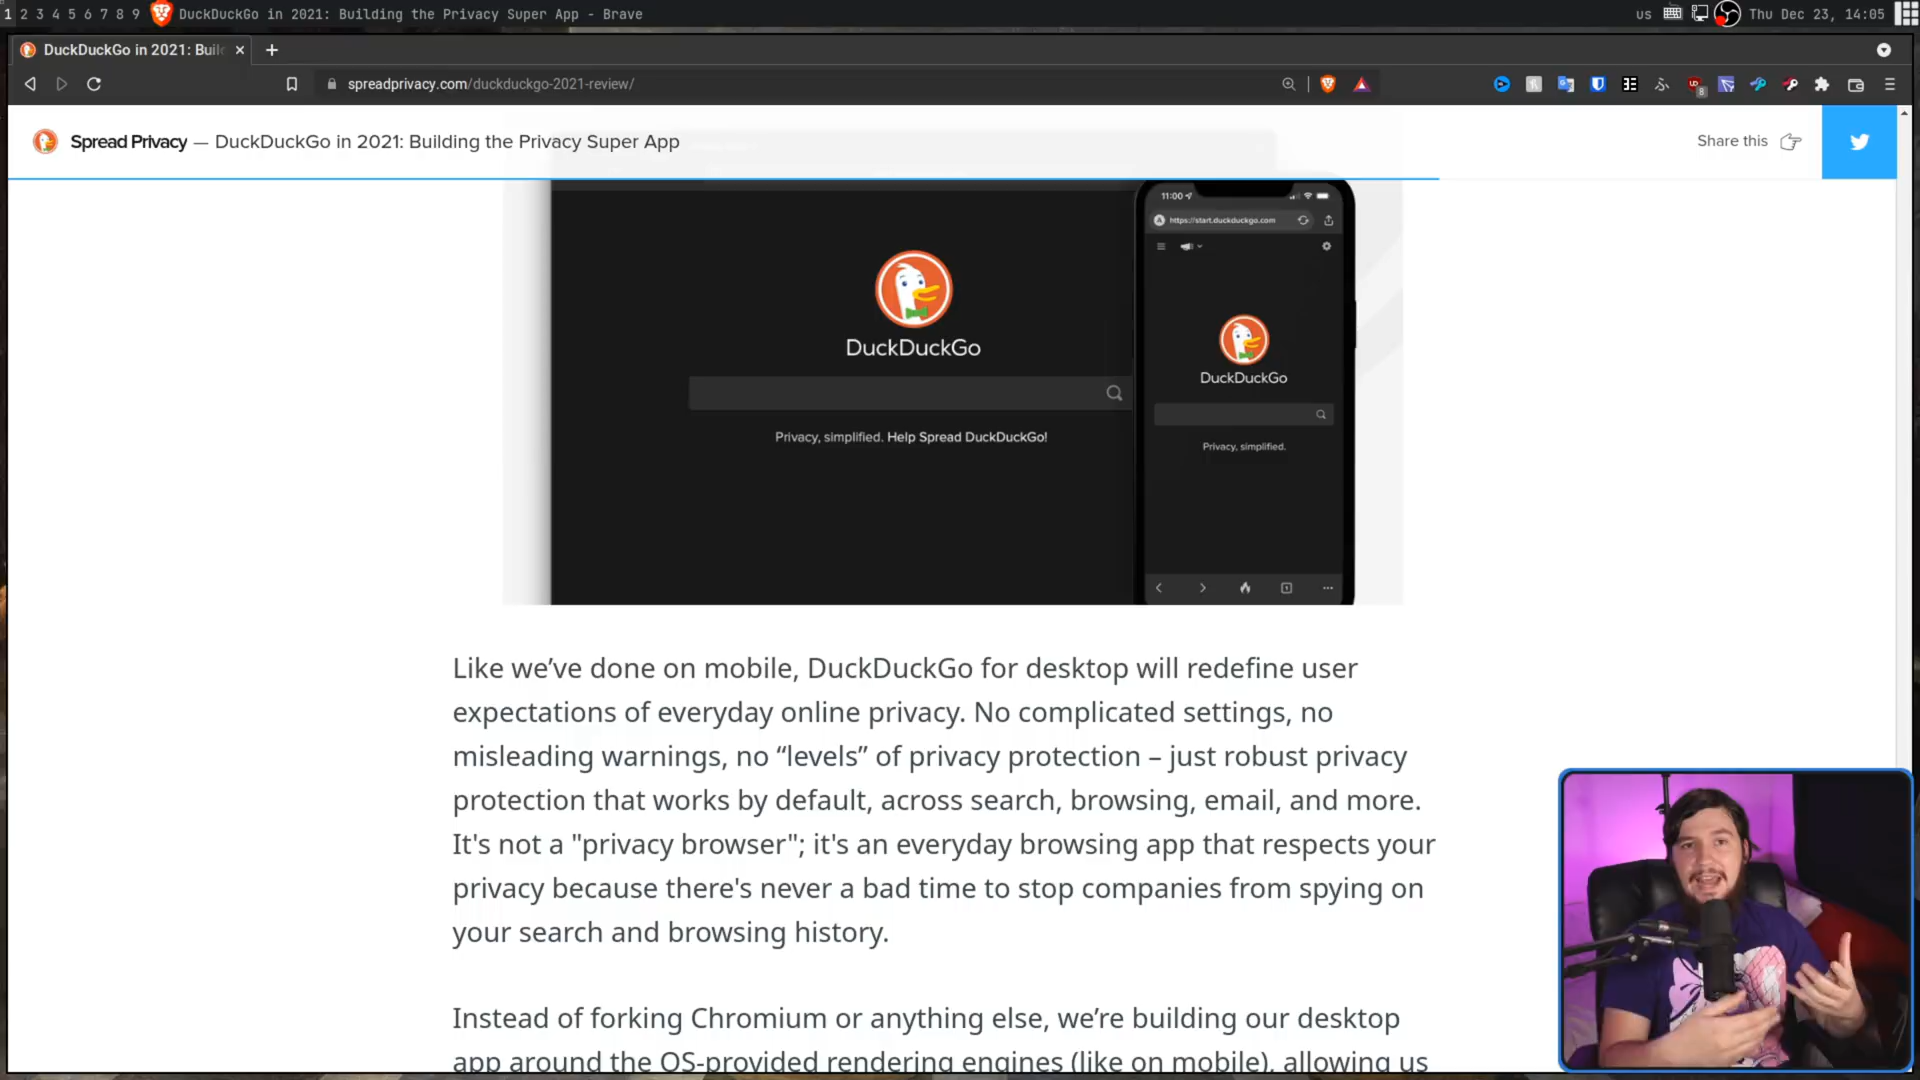 1 2 3 4 5 6 7 8 9 DuckDuckGo in 2021: Building the Privacy Super App - Brave
us Thu Dec 23, 14:05
DuckDuckGo in 2021: Buil
spreadprivacy.com/duckduckgo-2021-review/
8
Spread Privacy — DuckDuckGo in 2021: Building the Privacy Super App
Share this
11:00
https://start.duckduckgo.com
DuckDuckGo
Privacy, simplified. Help Spread DuckDuckGo!
DuckDuckGo
Privacy, simplified.
1
Like we’ve done on mobile, DuckDuckGo for desktop will redefine user
expectations of everyday online privacy. No complicated settings, no
misleading warnings, no “levels” of privacy protection – just robust privacy
protection that works by default, across search, browsing, email, and more.
It's not a "privacy browser"; it's an everyday browsing app that respects your
privacy because there's never a bad time to stop companies from spying on
your search and browsing history.
Instead of forking Chromium or anything else, we’re building our desktop
app around the OS-provided rendering engines (like on mobile), allowing us